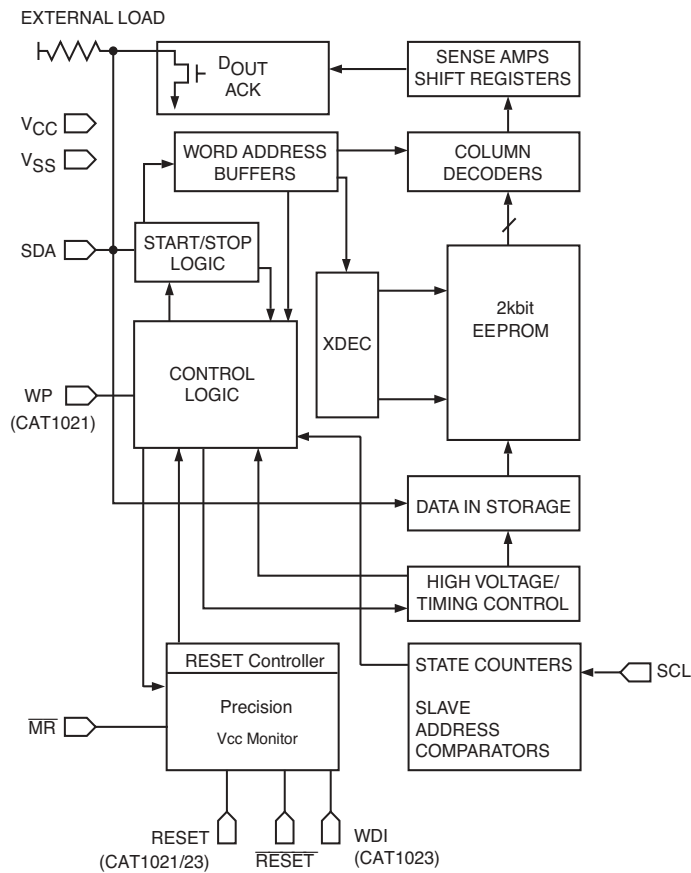 EXTERNAL LOAD
DOUT
ACK
SENSE AMPS
SHIFT REGISTERS
VCC
VSS
WORD ADDRESS
BUFFERS
COLUMN
DECODERS
SDA
START/STOP
LOGIC
2kbit
EEPROM
XDEC
CONTROL
LOGIC
WP
(CAT1021)
DATA IN STORAGE
HIGH VOLTAGE/
TIMING CONTROL
RESET Controller
STATE COUNTERS
SCL
Precision
Vcc Monitor
SLAVE
ADDRESS
COMPARATORS
M̅R̅
RESET
(CAT1021/23)
R̅E̅S̅E̅T̅
WDI
(CAT1023)